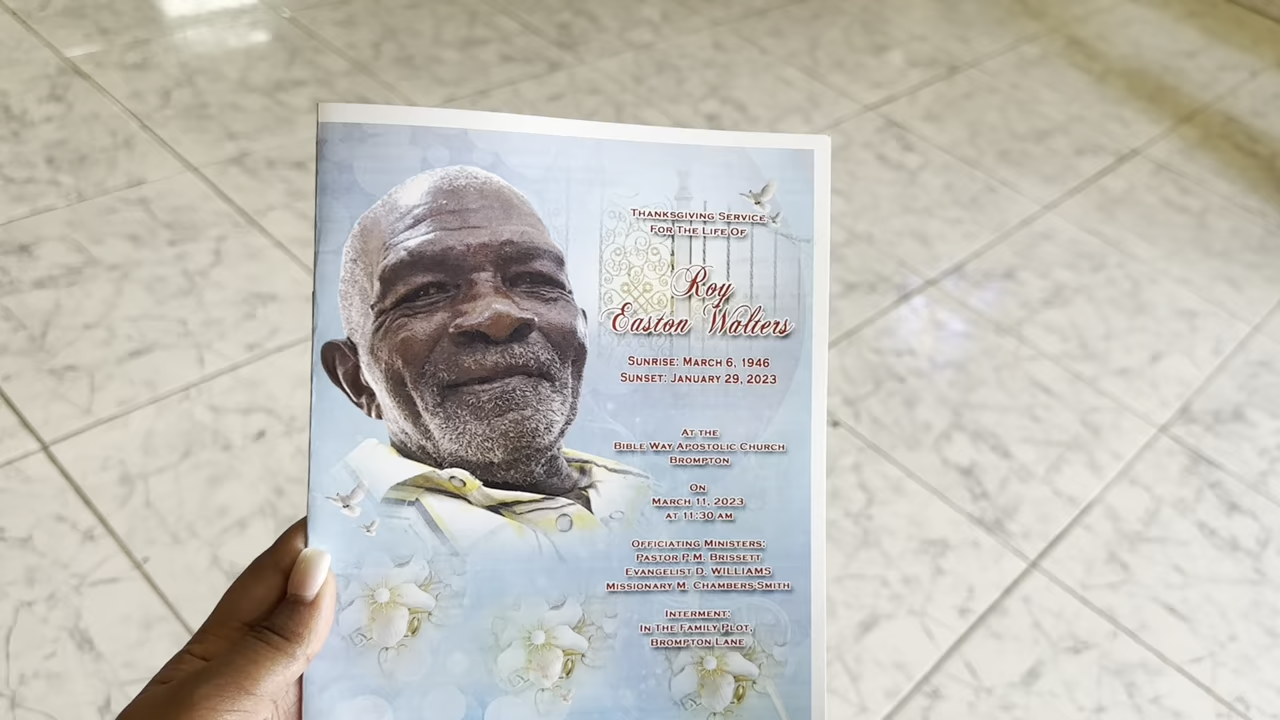 Thanksgiving Service
For The Life Of
Roy
Easton Walters
Sunrise: March 6, 1946
Sunset: January 29, 2023
At the
Bible Way Apostolic Church
Brompton
On
March 11, 2023
at 11:30 am
Officiating Ministers:
Pastor P.M. Brissett
Evangelist D. WILLIAMS
Missionary M. Chambers-Smith
Interment:
In The Family Plot,
Brompton Lane